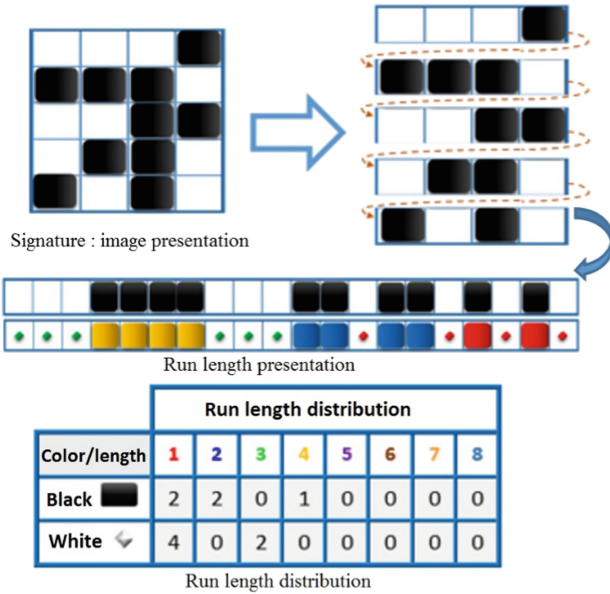 Signature : image presentation
Run length presentation
Run length distribution
Color/length 1 2 3 4 5 6 7 8
Black 2 2 0 1 0 0 0 0
White 4 0 2 0 0 0 0 0
Run length distribution